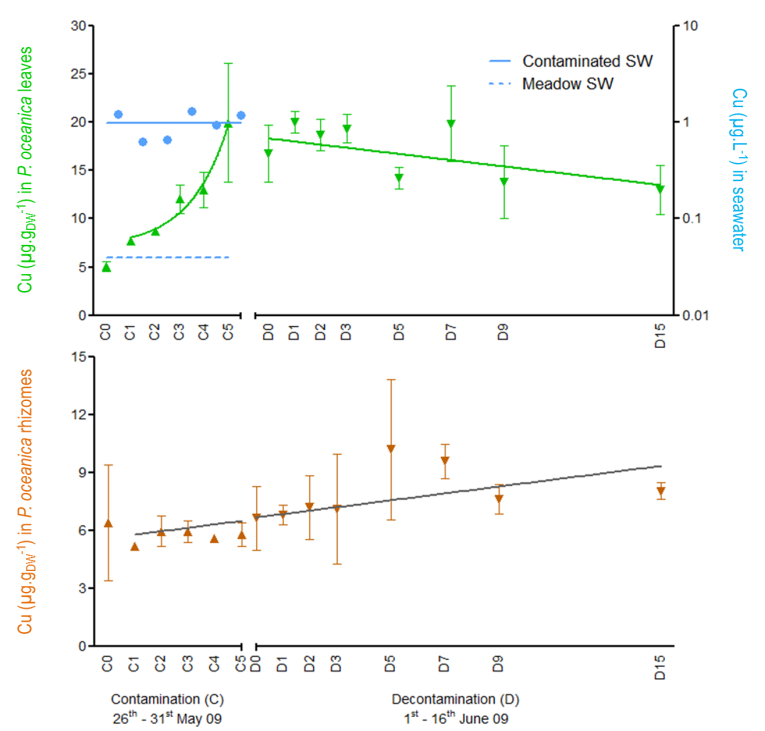 Cu (µg.gDW-1) in P. oceanica leaves
30
25
20
15
10
5
0
Contaminated SW
Meadow SW
10
1
0.1
0.01
Cu (µg.L-1) in seawater
C0 C1 C2 C3 C4 C5 D0 D1 D2 D3 D5 D7 D9 D15
Cu (µg.gDW-1) in P. oceanica rhizomes
15
12
9
6
3
0
C0 C1 C2 C3 C4 C5 D0 D1 D2 D3 D5 D7 D9 D15
Contamination (C)
26th - 31st May 09
Decontamination (D)
1st - 16th June 09